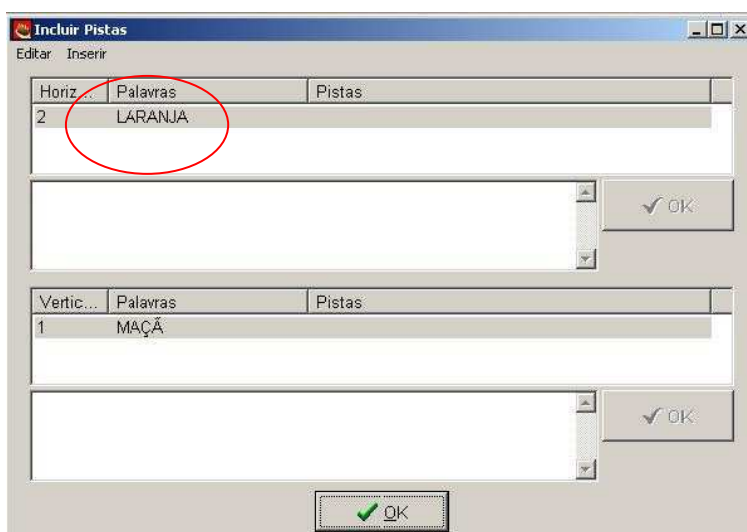 Incluir Pistas
Editar Inserir
Horiz... Palavras Pistas
2 LARANJA
OK
Vertic... Palavras Pistas
1 MAÇÃ
OK
OK